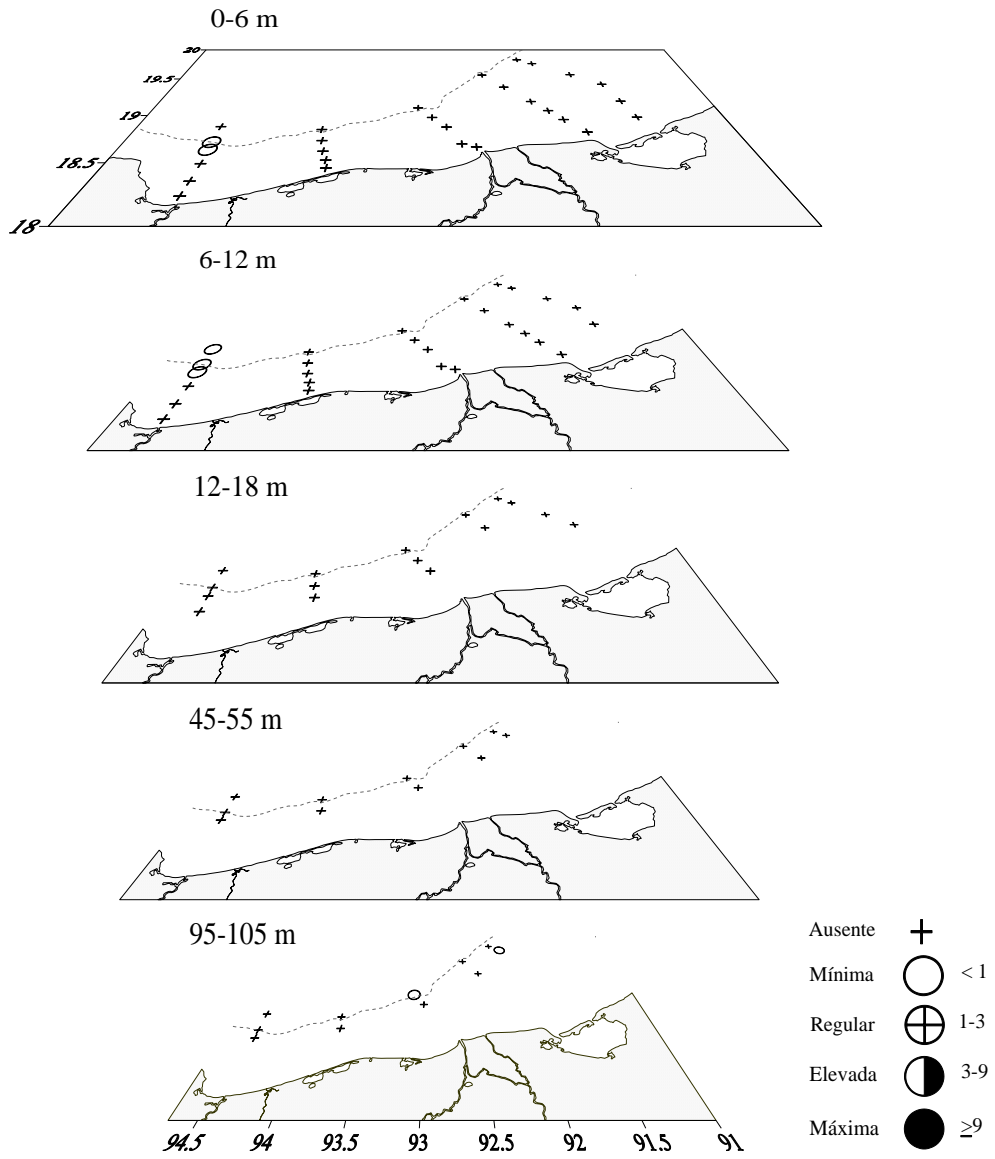 0-6 m
20
19.5
19
18.5
18
6-12 m
12-18 m
45-55 m
95-105 m
Ausente
Mínima < 1
Regular 1-3
Elevada 3-9
Máxima ≥9
94.5 94 93.5 93 92.5 92 91.5 91